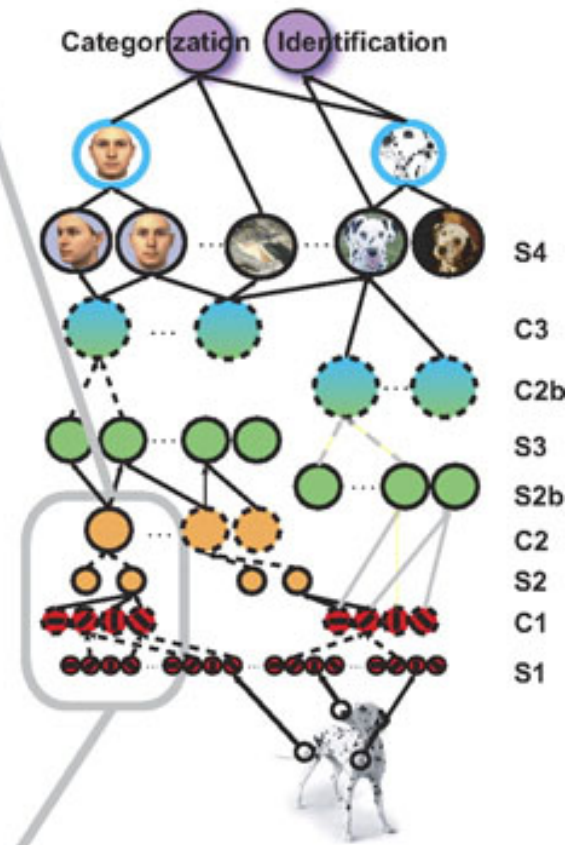 Categorization Identification
S4
C3
C2b
S3
S2b
C2
S2
C1
S1